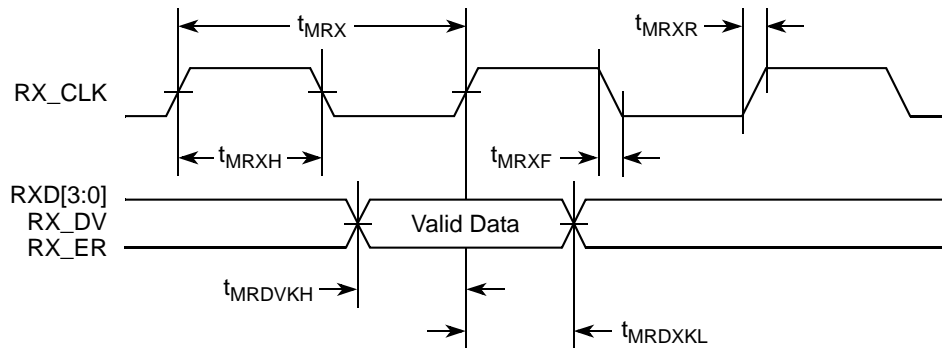 tMRX
tMRXR
RX_CLK
tMRXH
tMRXF
RXD[3:0]
RX_DV
Valid Data
RX_ER
tMRDVKH
tMRDXKL